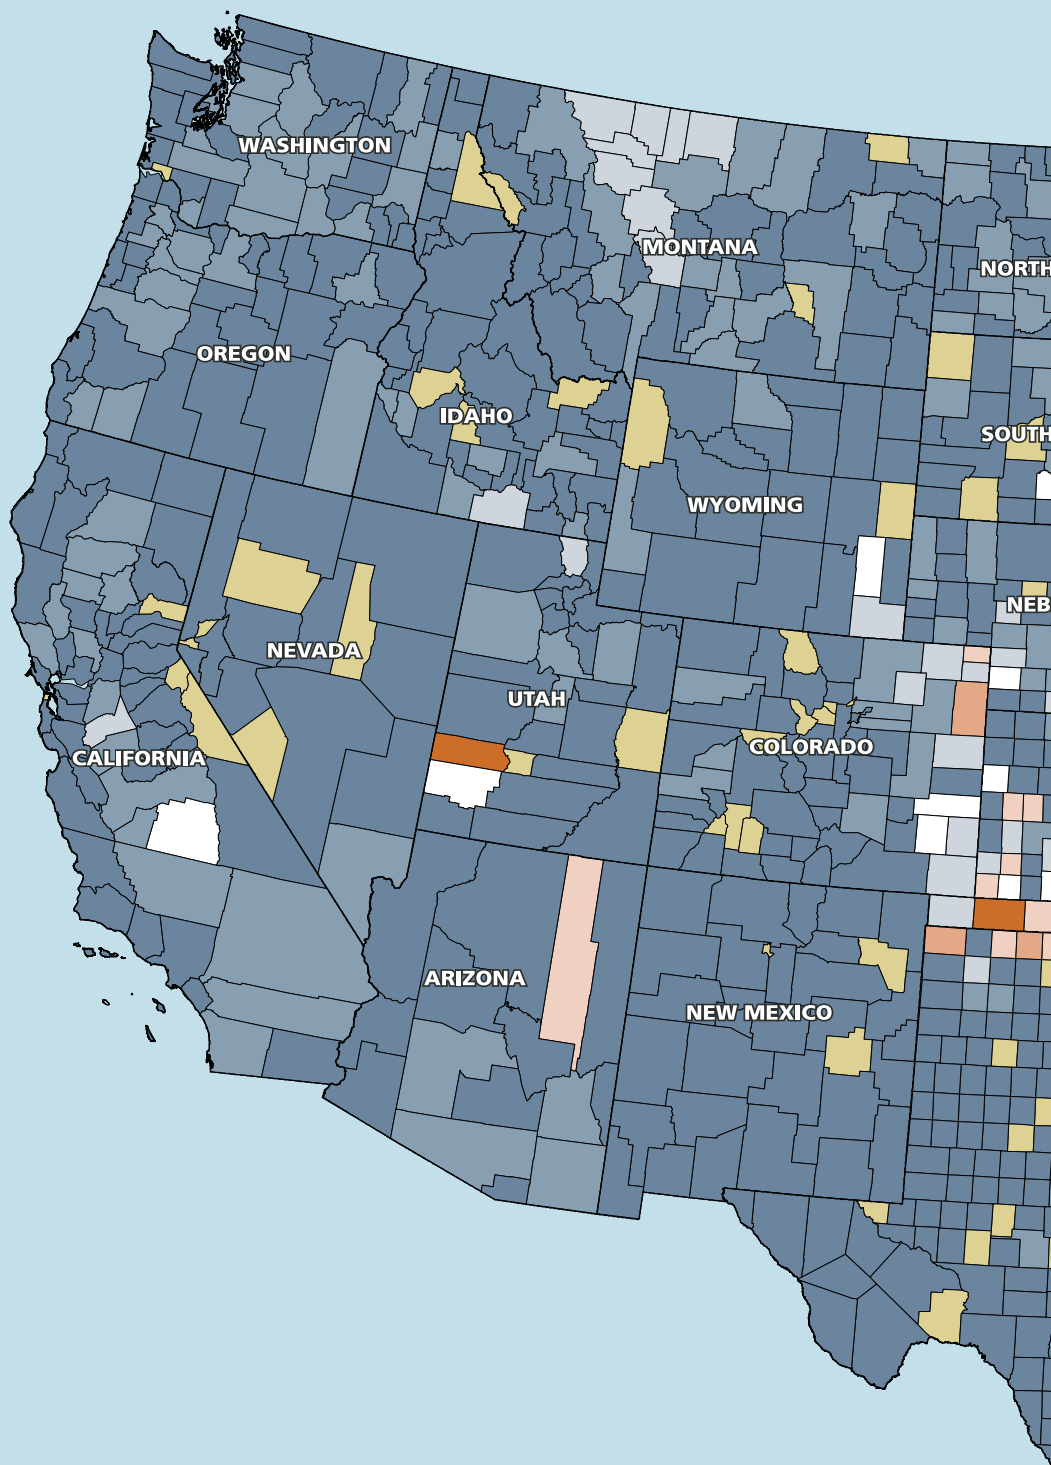 WASHINGTON
MONTANA
NORTH
OREGON
IDAHO
SOUTH
WYOMING
NEB
NEVADA
UTAH
COLORADO
CALIFORNIA
ARIZONA
NEW MEXICO